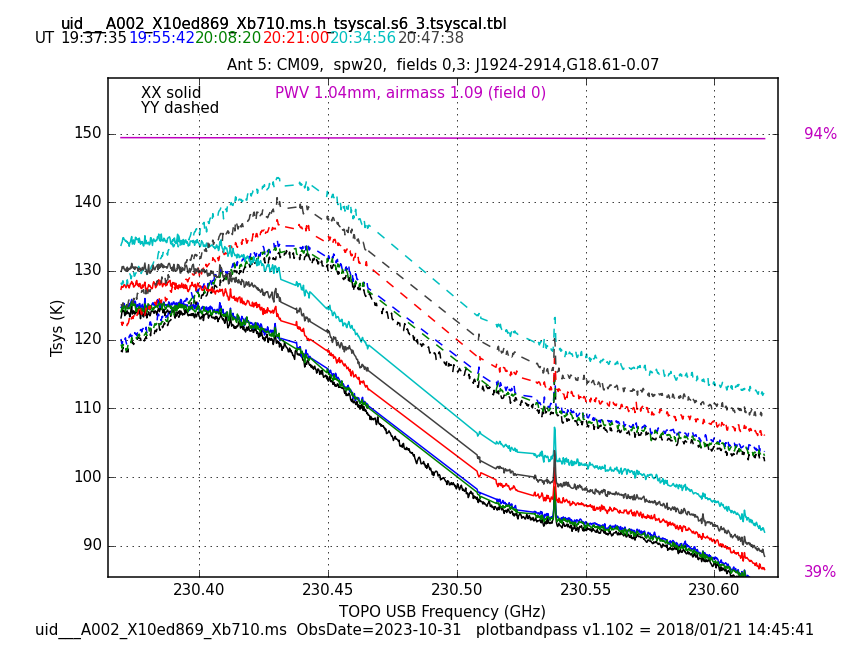 uid___A002_X10ed869_Xb710.ms.h_tsyscal.s6_3.tsyscal.tbl
UT 19:37:35 19:55:42 20:08:20 20:21:00 20:34:56 20:47:38
Ant 5: CM09,  spw20,  fields 0,3: J1924-2914,G18.61-0.07
XX solid
PWV 1.04mm, airmass 1.09 (field 0)
YY dashed
150
94%
140
130
120
110
100
90
Tsys (K)
39%
230.40 230.45 230.50 230.55 230.60
TOPO USB Frequency (GHz)
uid___A002_X10ed869_Xb710.ms  ObsDate=2023-10-31   plotbandpass v1.102 = 2018/01/21 14:45:41